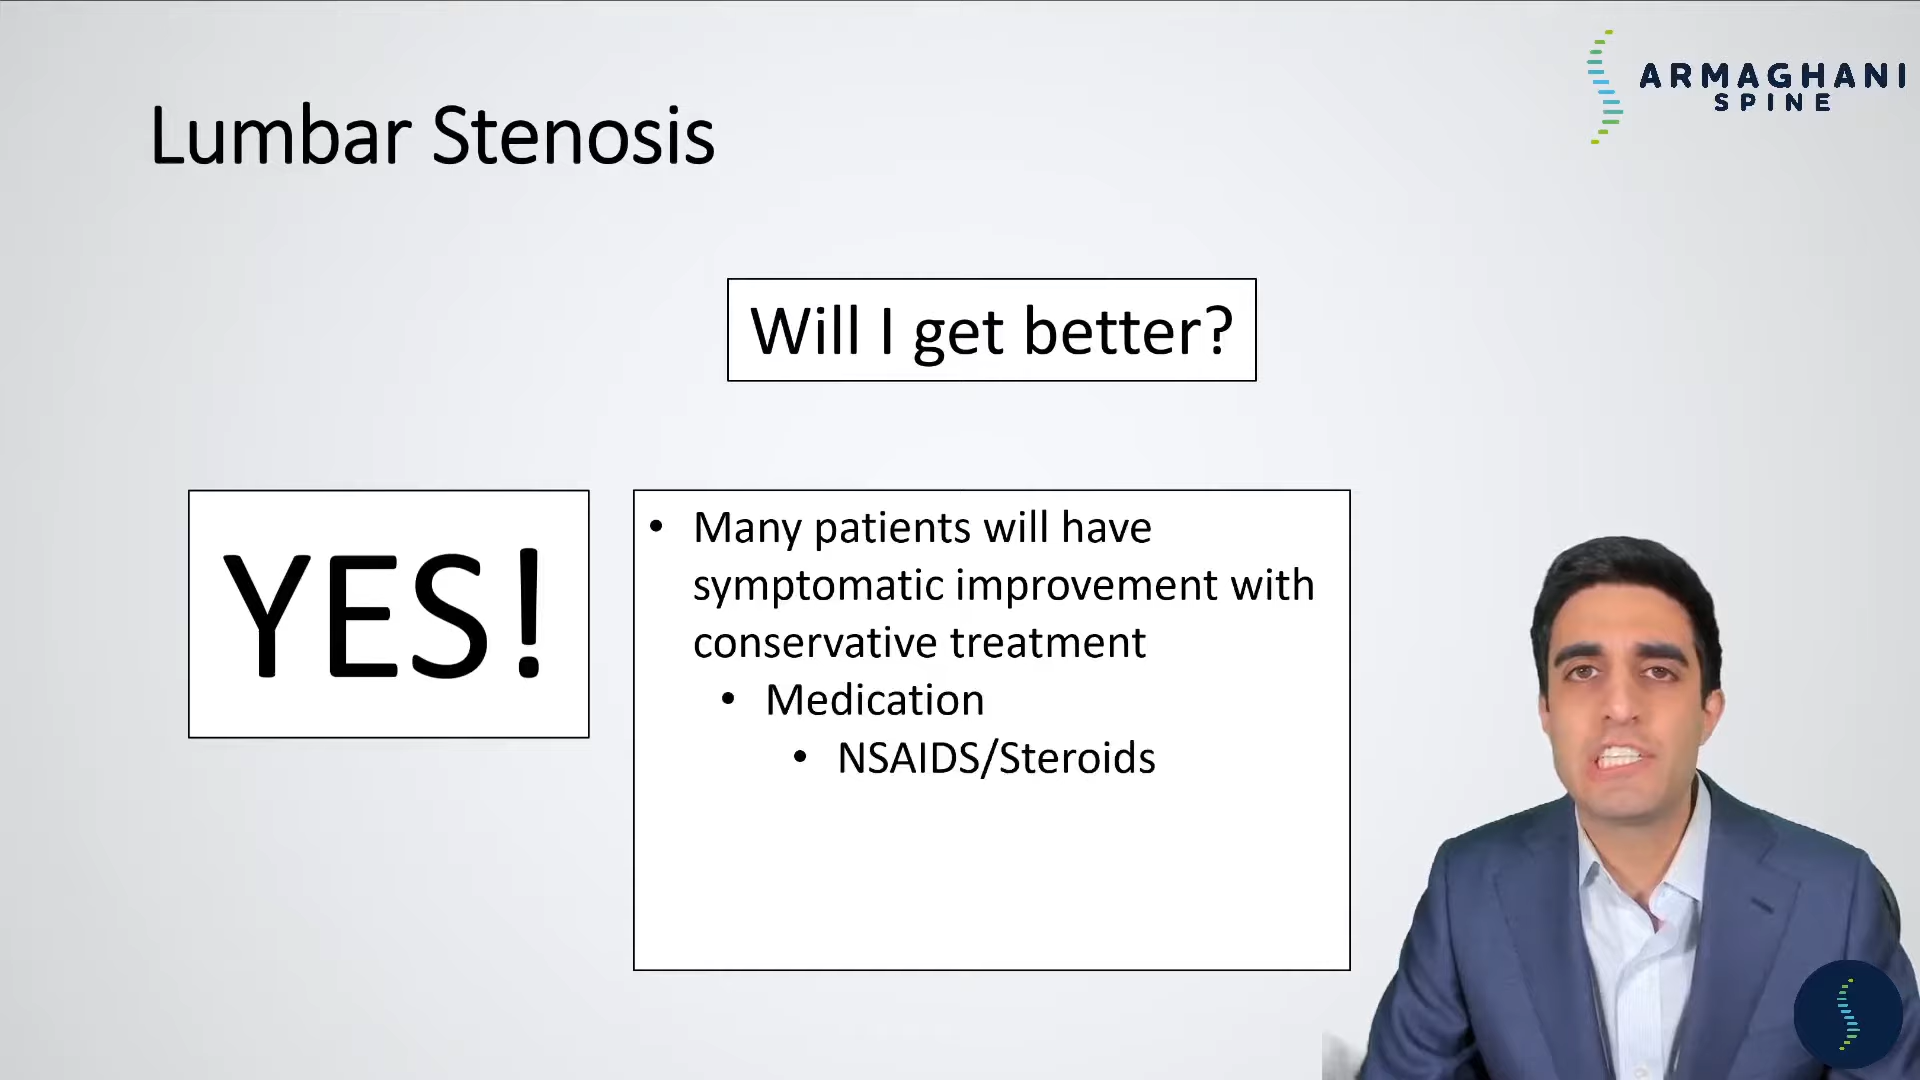 ARMAGHANI
SPINE
Lumbar Stenosis
Will I get better?
YES!
• Many patients will have
symptomatic improvement with
conservative treatment
• Medication
• NSAIDS/Steroids